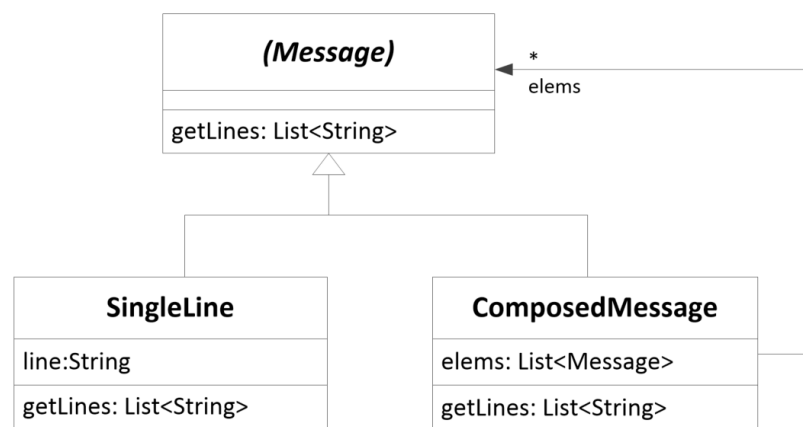 (Message)
*
elems
getLines: List<String>
SingleLine
line:String
getLines: List<String>
ComposedMessage
elems: List<Message>
getLines: List<String>